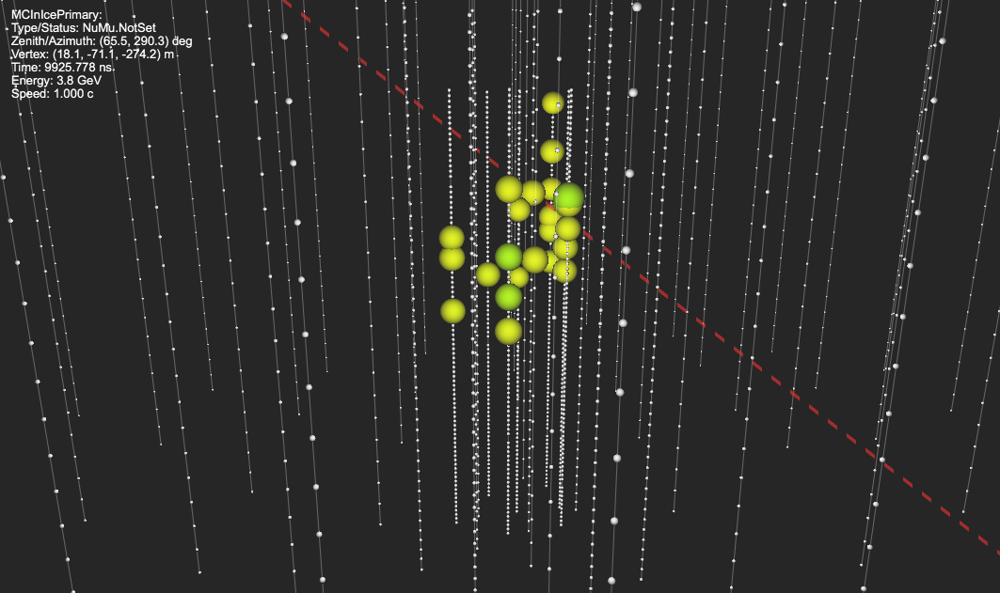 MCInIcePrimary:
Type/Status: NuMu.NotSet
Zenith/Azimuth: (65.5, 290.3) deg
Vertex: (18.1, -71.1, -274.2) m
Time: 9925.778 ns
Energy: 3.8 GeV
Speed: 1.000 c